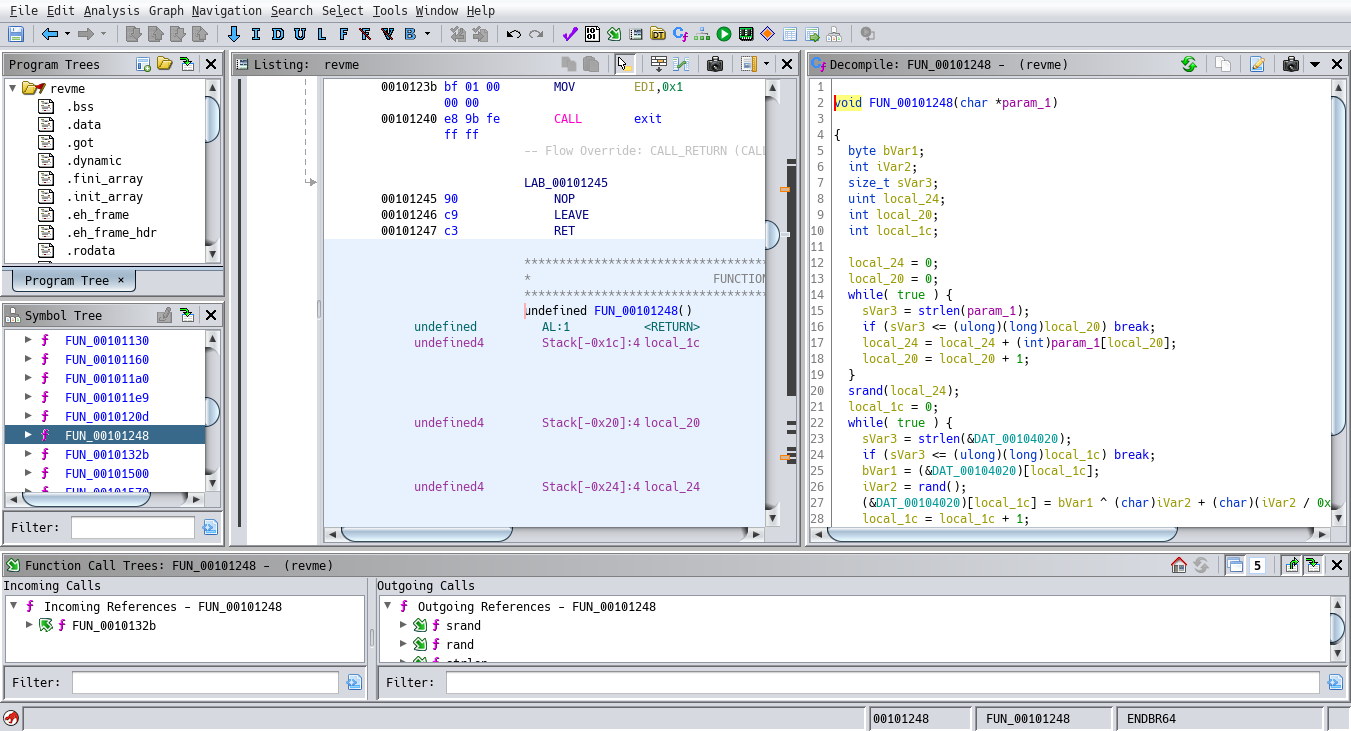 File Edit Analysis Graph Navigation Search Select Tools Window Help
I D U L F R V B
Program Trees
revme
.bss
.data
.got
.dynamic
.fini_array
.init_array
.eh_frame
.eh_frame_hdr
.rodata
Program Tree ×
Symbol Tree
FUN_00101130
FUN_00101160
FUN_001011a0
FUN_001011e9
FUN_0010120d
FUN_00101248
FUN_0010132b
FUN_00101500
FUN_00101570
Filter:
Listing: revme
0010123b bf 01 00 MOV EDI,0x1
00 00
00101240 e8 9b fe CALL exit
ff ff
-- Flow Override: CALL_RETURN (CALL
LAB_00101245
00101245 90 NOP
00101246 c9 LEAVE
00101247 c3 RET
***********************************
* FUNCTION
***********************************
undefined FUN_00101248()
undefined AL:1 <RETURN>
undefined4 Stack[-0x1c]:4 local_1c
undefined4 Stack[-0x20]:4 local_20
undefined4 Stack[-0x24]:4 local_24
Decompile: FUN_00101248 - (revme)
1
2 void FUN_00101248(char *param_1)
3
4 {
5 byte bVar1;
6 int iVar2;
7 size_t sVar3;
8 uint local_24;
9 int local_20;
10 int local_1c;
11
12 local_24 = 0;
13 local_20 = 0;
14 while( true ) {
15 sVar3 = strlen(param_1);
16 if (sVar3 <= (ulong)(long)local_20) break;
17 local_24 = local_24 + (int)param_1[local_20];
18 local_20 = local_20 + 1;
19 }
20 srand(local_24);
21 local_1c = 0;
22 while( true ) {
23 sVar3 = strlen(&DAT_00104020);
24 if (sVar3 <= (ulong)(long)local_1c) break;
25 bVar1 = (&DAT_00104020)[local_1c];
26 iVar2 = rand();
27 (&DAT_00104020)[local_1c] = bVar1 ^ (char)iVar2 + (char)(iVar2 / 0x
28 local_1c = local_1c + 1;
Function Call Trees: FUN_00101248 - (revme)
5
Incoming Calls
Incoming References - FUN_00101248
FUN_0010132b
Filter:
Outgoing Calls
Outgoing References - FUN_00101248
srand
rand
strlen
Filter:
00101248 FUN_00101248 ENDBR64